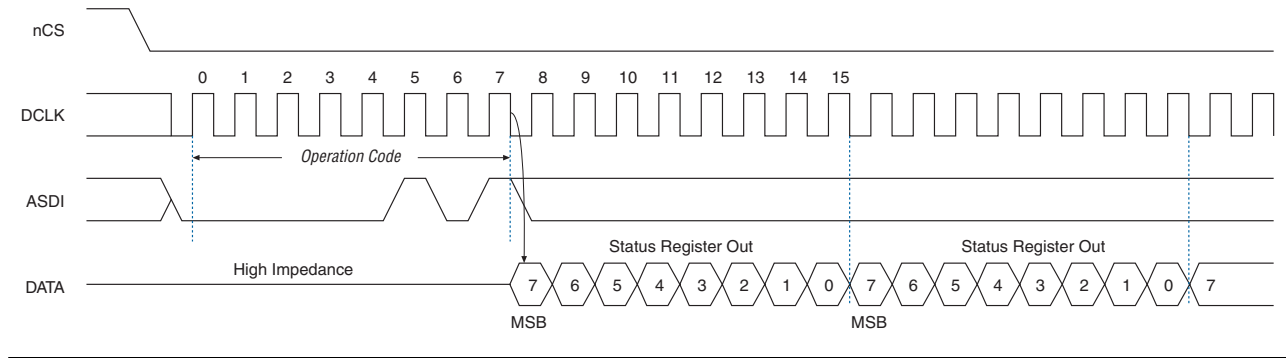 nCS
0 1 2 3 4 5 6 7 8 9 10 11 12 13 14 15
DCLK
Operation Code
ASDI
Status Register Out Status Register Out
High Impedance
DATA 7 6 5 4 3 2 1 0 7 6 5 4 3 2 1 0 7
MSB MSB